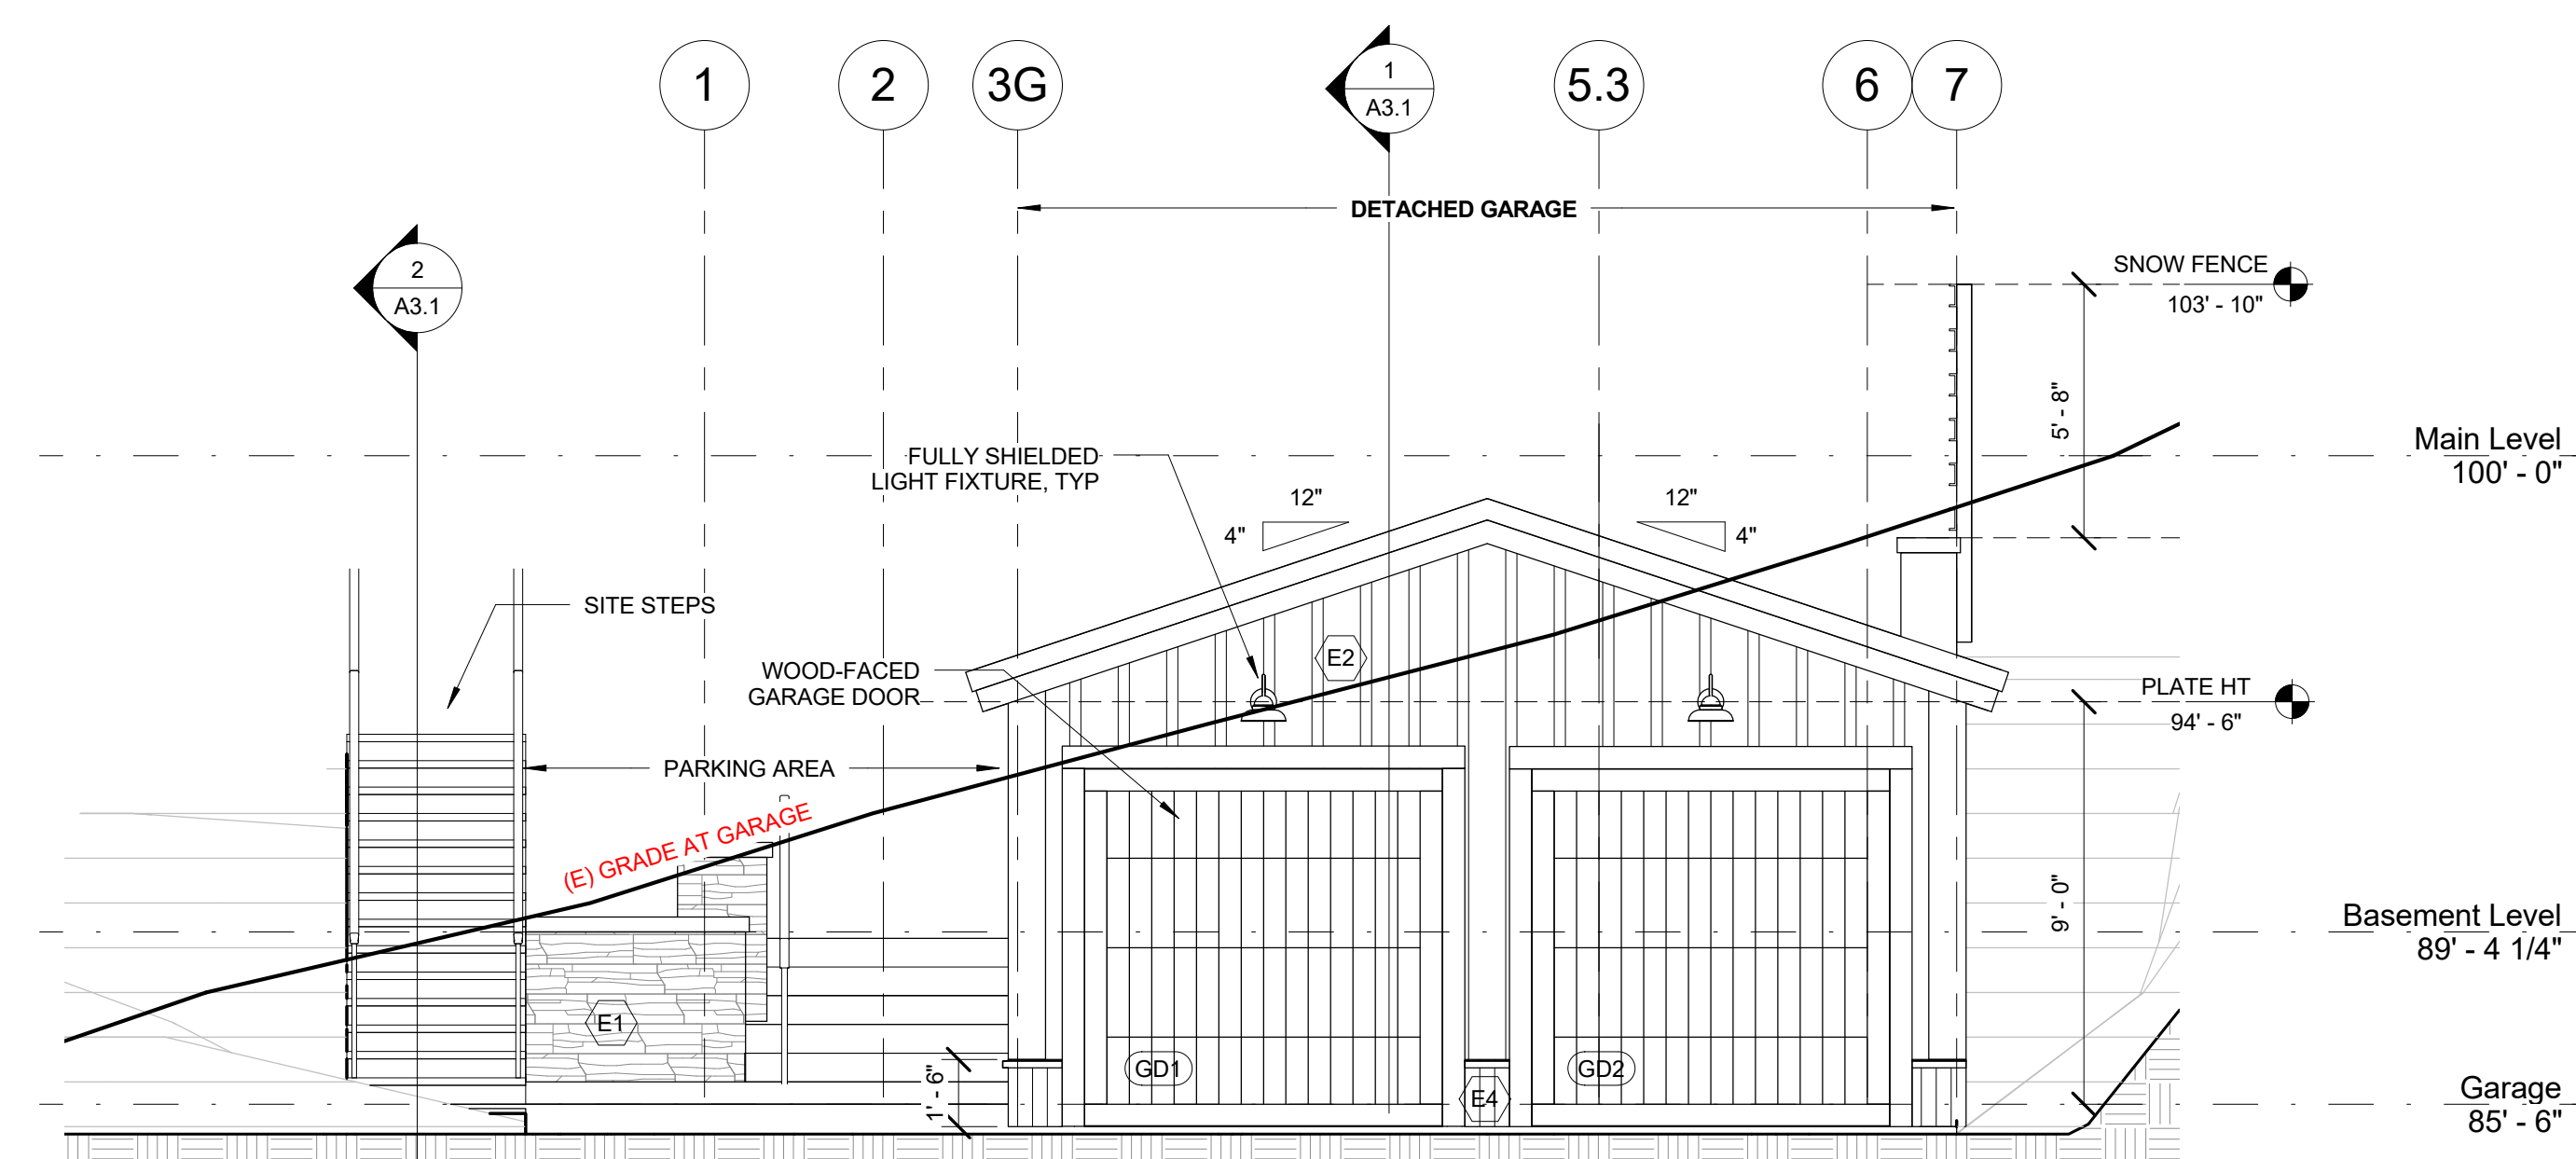 1
2
3G
1
A3.1
5.3
6
7
DETACHED GARAGE
2
A3.1
SNOW FENCE
103' - 10"
5' - 8"
Main Level
100' - 0"
FULLY SHIELDED
LIGHT FIXTURE, TYP
12"
4"
12"
4"
SITE STEPS
E2
WOOD-FACED
GARAGE DOOR
PLATE HT
94' - 6"
PARKING AREA
(E) GRADE AT GARAGE
9' - 0"
Basement Level
89' - 4 1/4"
E1
GD1
GD2
1' - 6"
E4
Garage
85' - 6"